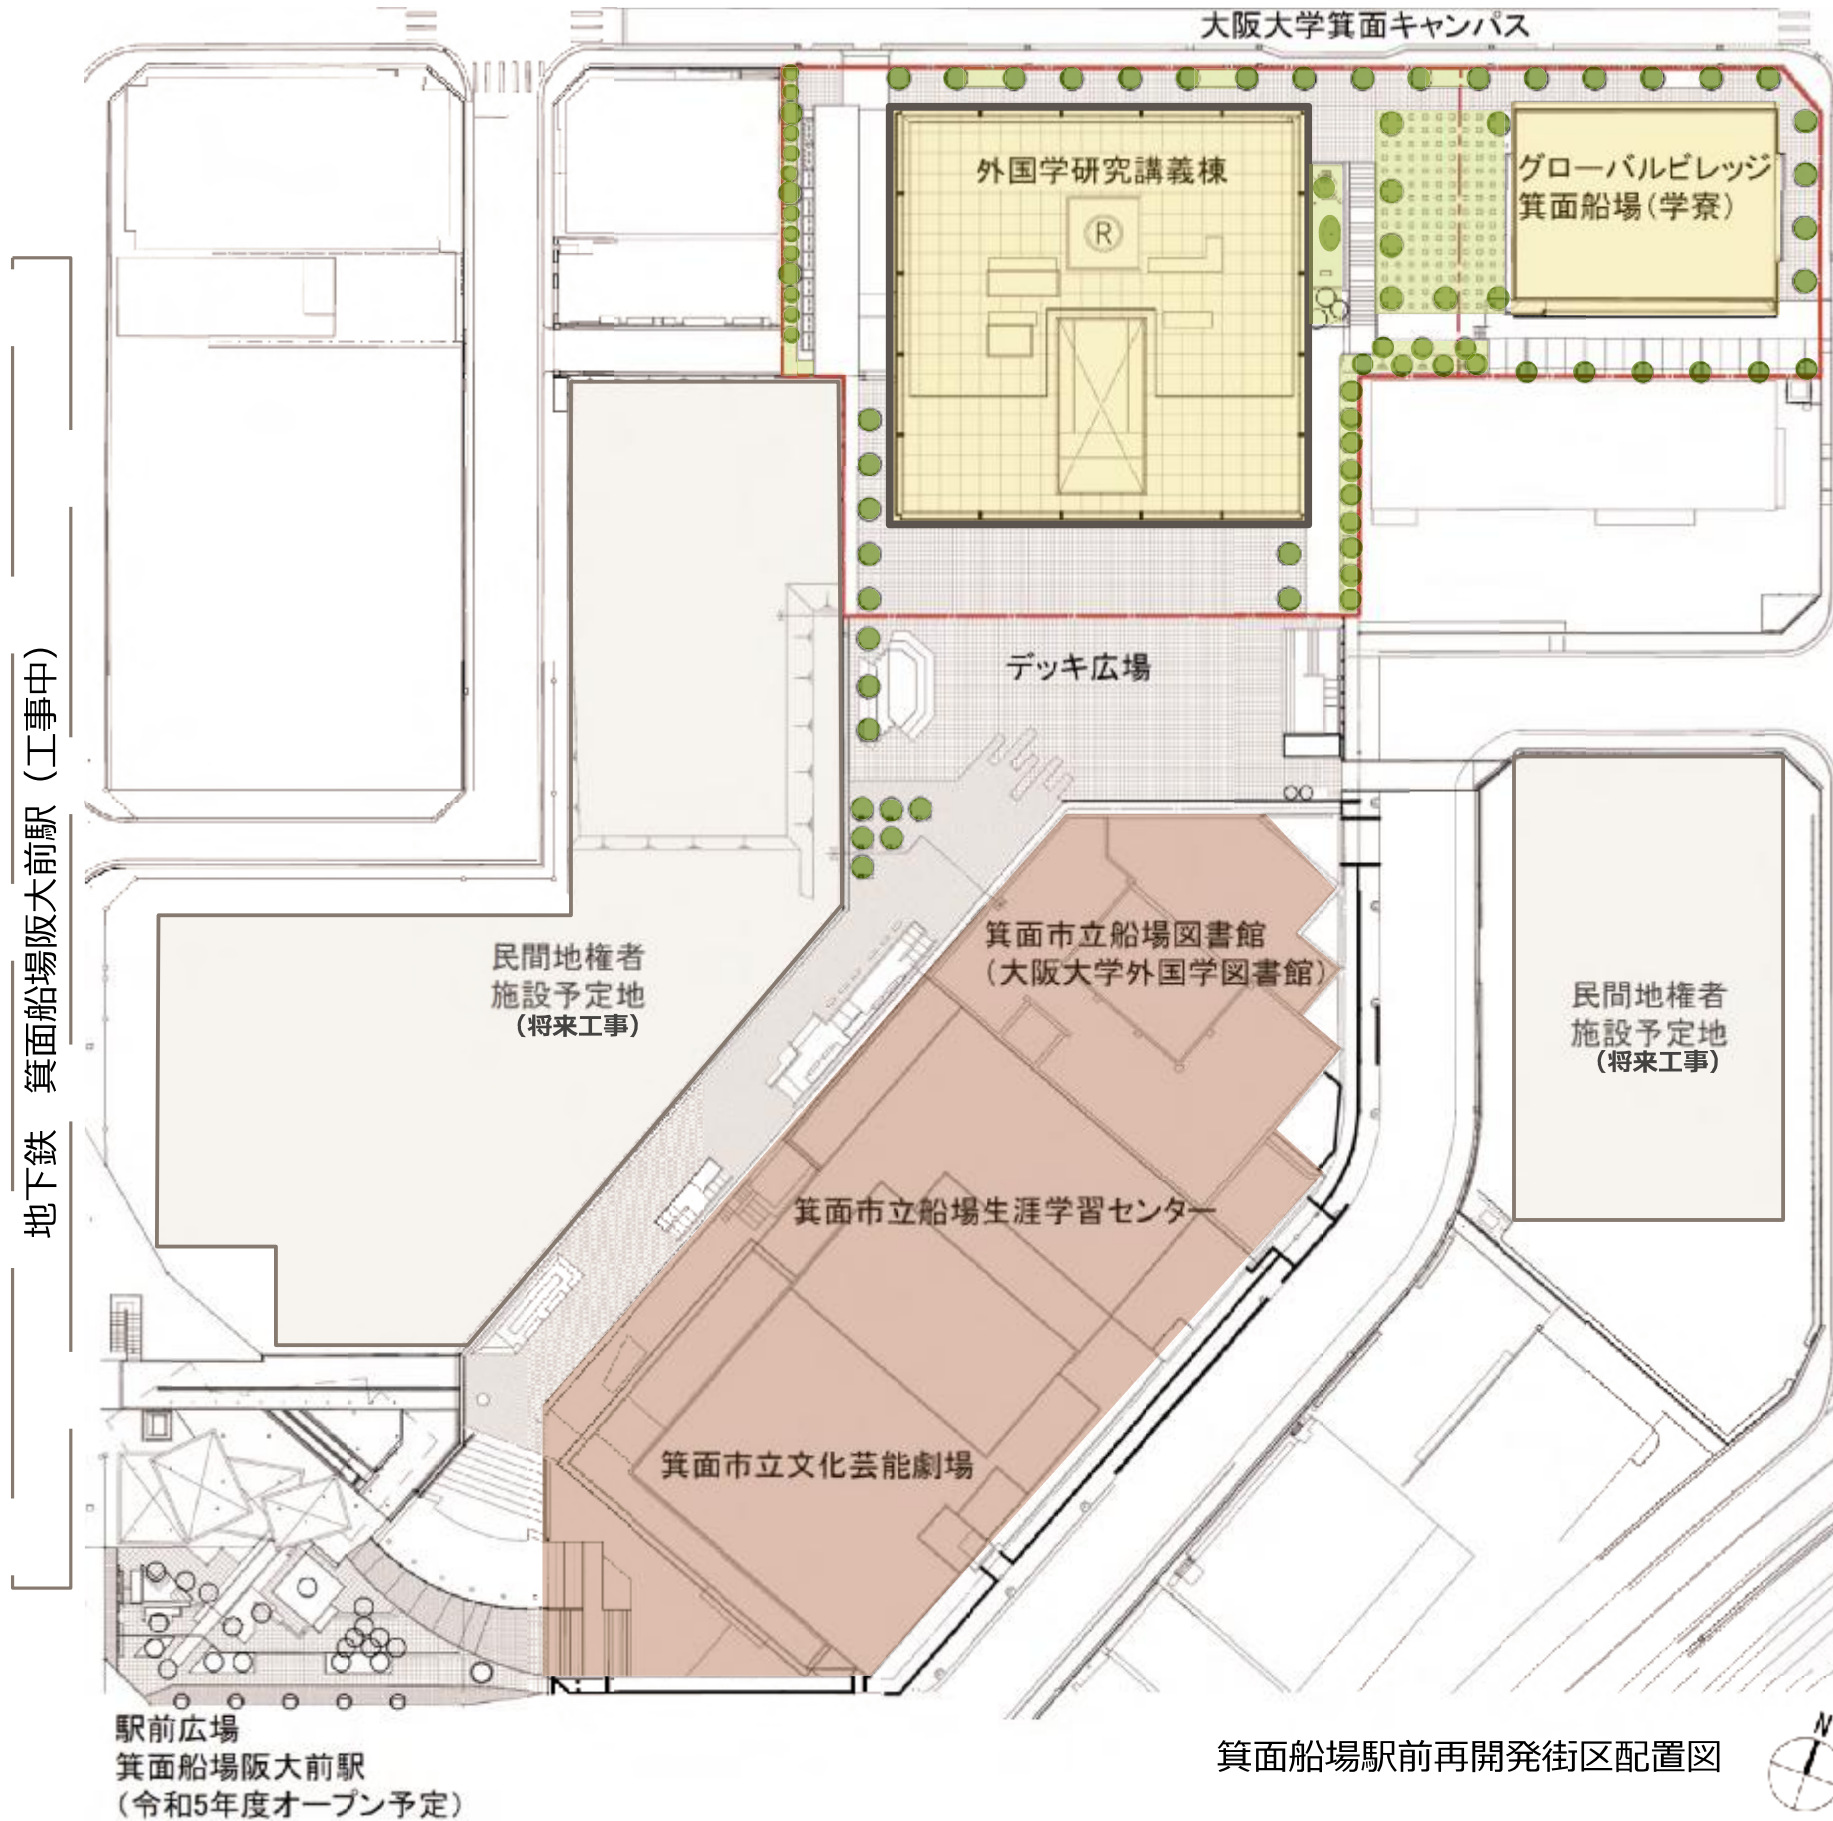 大阪大学箕面キャンパス
外国学研究講義棟
R
グローバルビレッジ
箕面船場(学寮)
デッキ広場
地下鉄　箕面船場阪大前駅（工事中）
箕面市立船場図書館
(大阪大学外国学図書館)
民間地権者
施設予定地
（将来工事）
民間地権者
施設予定地
（将来工事）
箕面市立船場生涯学習センター
箕面市立文化芸能劇場
駅前広場
箕面船場阪大前駅
(令和5年度オープン予定)
箕面船場駅前再開発街区配置図
N